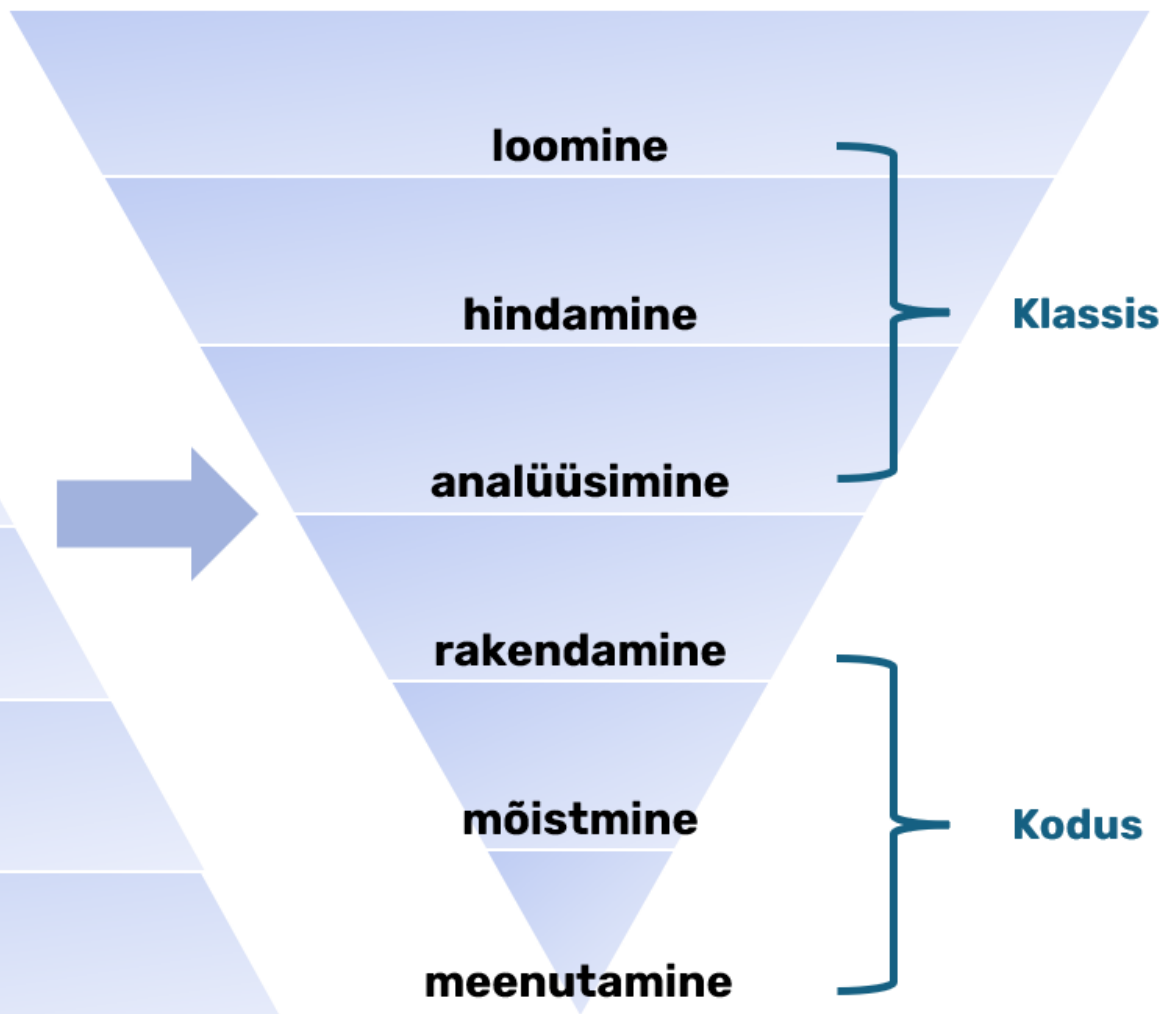 loomine
hindamine
Klassis
analüüsimine
rakendamine
mõistmine
Kodus
meenutamine